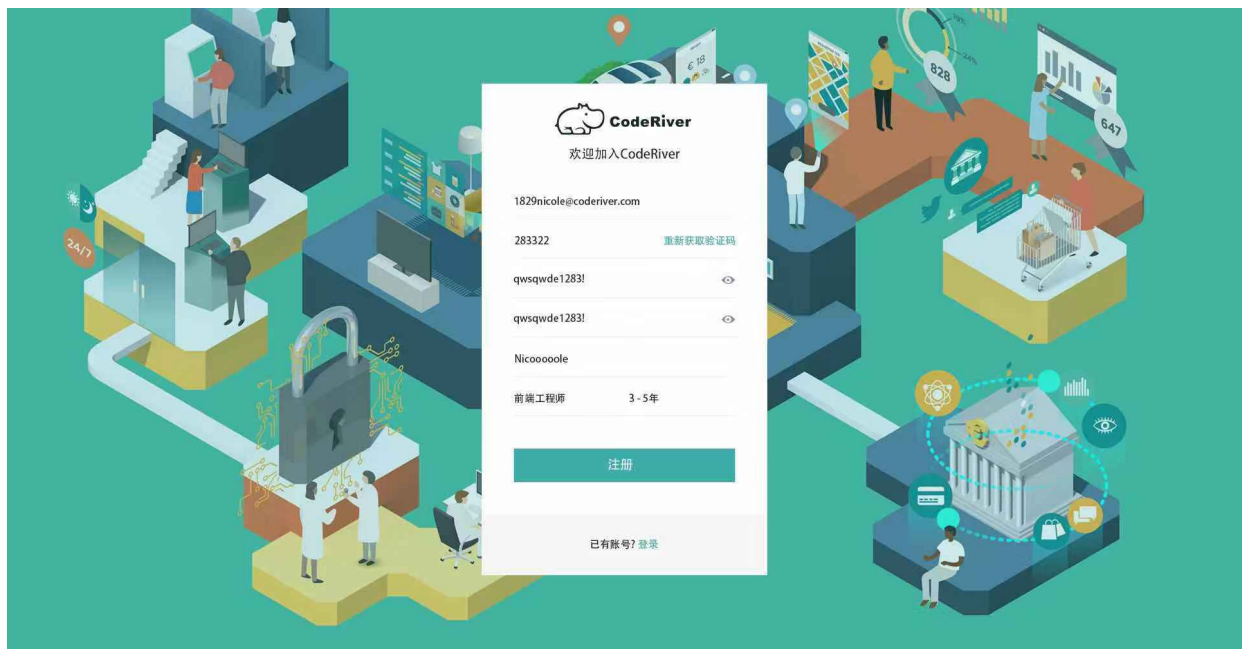 CodeRiver
欢迎加入CodeRiver
1829nicole@coderiver.com
283322 重新获取验证码
qwsqwde1283!
qwsqwde1283!
Nicooooole
前端工程师 3-5年
注册
已有账号? 登录
€ 18
828
647
24/7